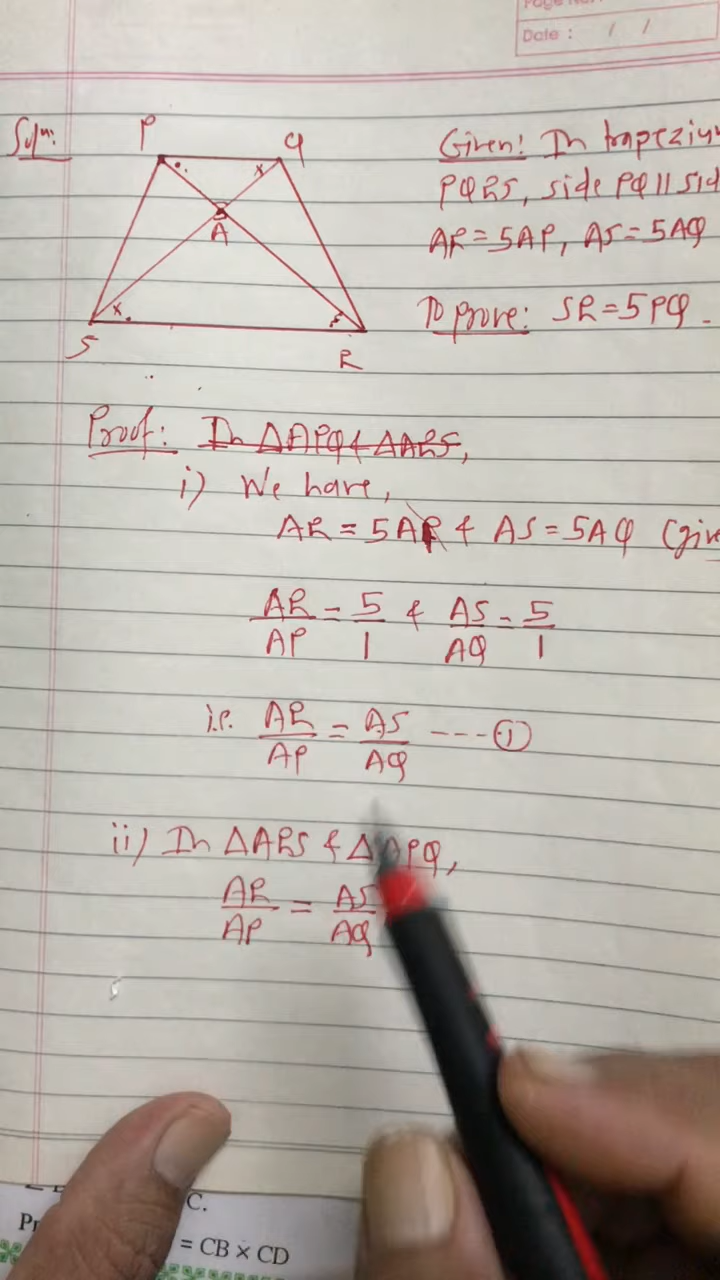 Date : / /
Soln:
P Q
A
S R
Given: In trapezium
PQRS, side PQ || sid
AR = 5AP, AS = 5AQ
To prove: SR = 5PQ.
Proof: In ΔAPQ & ΔARS,
i) We have,
AR = 5AP & AS = 5AQ (give
AR/AP = 5/1 & AS/AQ = 5/1
i.e. AR/AP = AS/AQ ---- ①
ii) In ΔARS & ΔAPQ,
AR/AP = AS/AQ
C.
= CB × CD